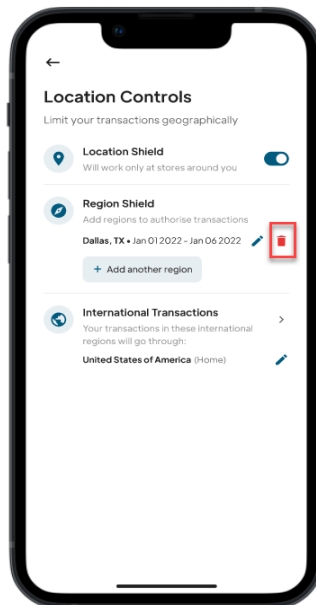 Location Controls
Limit your transactions geographically
Location Shield
Will work only at stores around you
Region Shield
Add regions to authorise transactions
Dallas, TX • Jan 01 2022 - Jan 06 2022
+ Add another region
International Transactions
Your transactions in these international
regions will go through:
United States of America (Home)